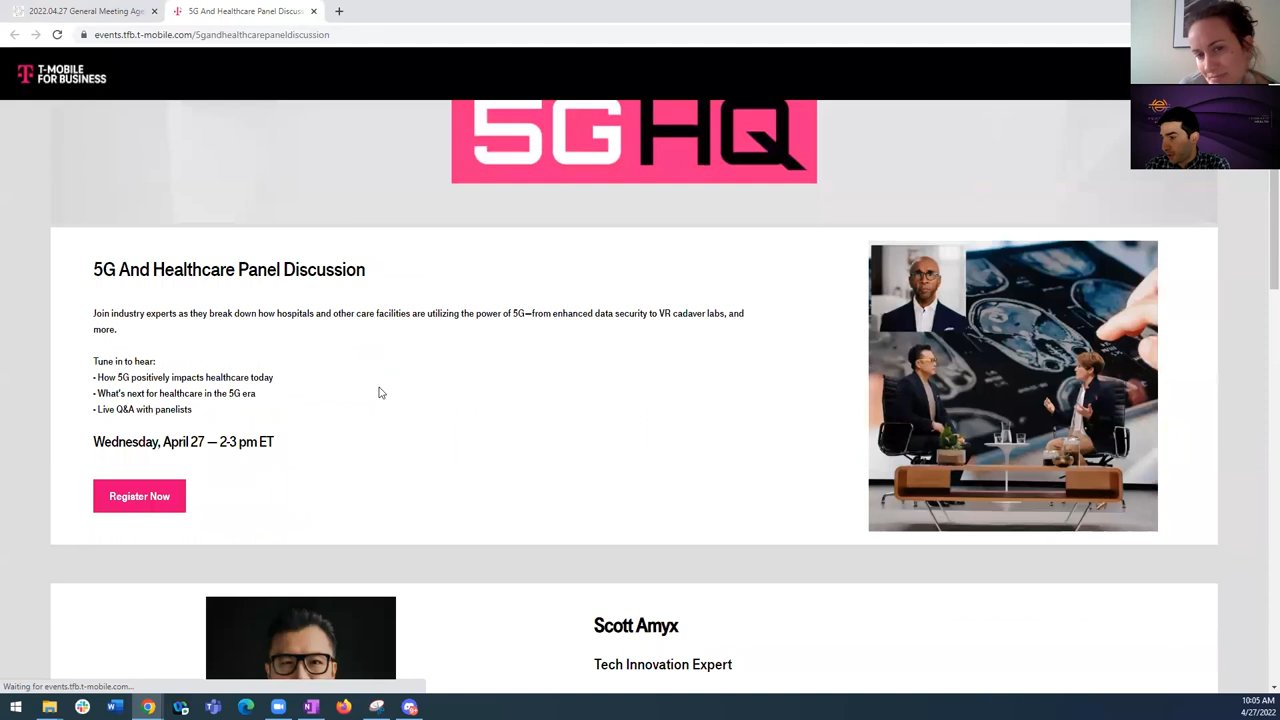 2022.04.27 General Meeting Age
5G And Healthcare Panel Discuss
events.tfb.t-mobile.com/5gandhealthcarepaneldiscussion
T-MOBILE
FOR BUSINESS
5GHQ
5G And Healthcare Panel Discussion
Join industry experts as they break down how hospitals and other care facilities are utilizing the power of 5G—from enhanced data security to VR cadaver labs, and
more.
Tune in to hear:
• How 5G positively impacts healthcare today
• What's next for healthcare in the 5G era
• Live Q&A with panelists
Wednesday, April 27 — 2-3 pm ET
Register Now
Scott Amyx
Tech Innovation Expert
Waiting for events.tfb.t-mobile.com...
10:05 AM
4/27/2022